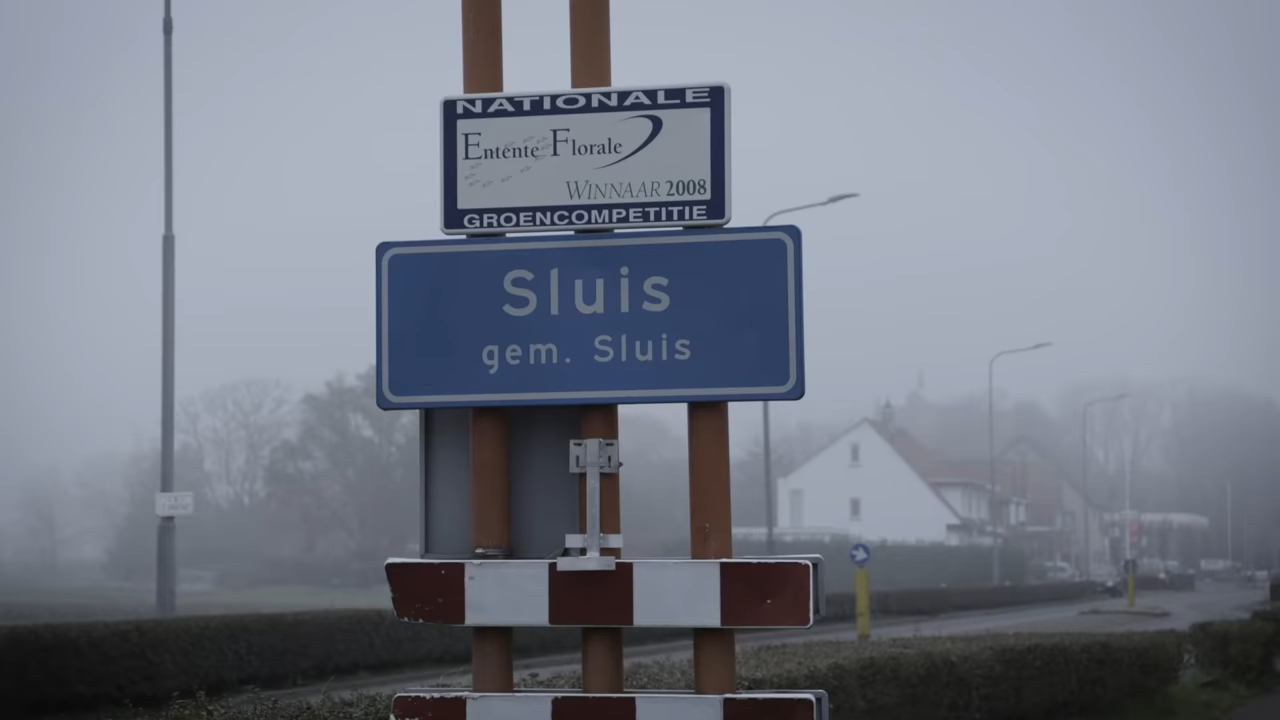 NATIONALE
Entente Florale
WINNAAR 2008
GROENCOMPETITIE
Sluis
gem. Sluis